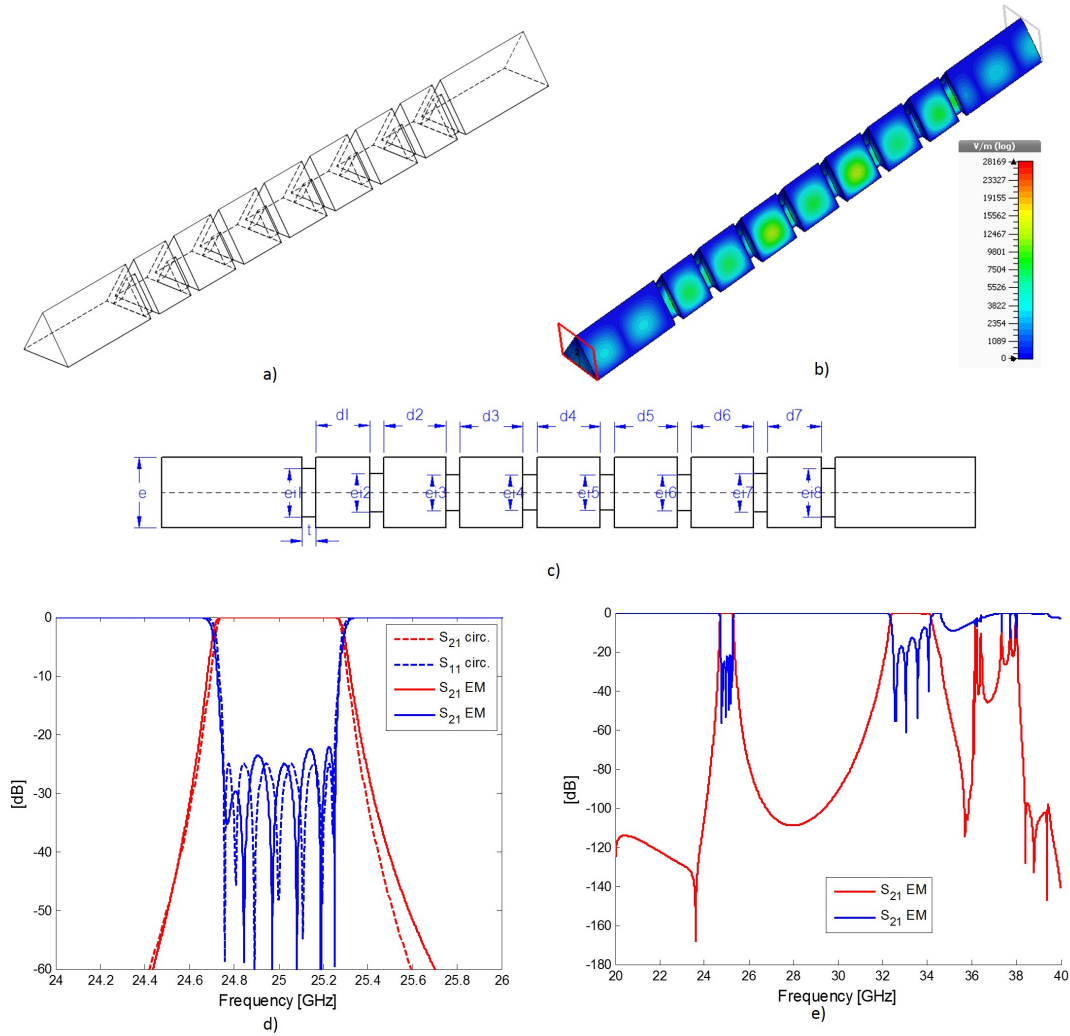 a)
V/m (log)
28169
23327
19195
15562
12467
9801
7504
5528
3822
2354
1089
0
b)
d1 d2 d3 d4 d5 d6 d7
e ei1 ei2 ei3 ei4 ei5 ei6 ei7 ei8
t
c)
0
-10
-20
-30
-40
-50
-60
[dB]
24 24.2 24.4 24.6 24.8 25 25.2 25.4 25.6 25.8 26
Frequency [GHz]
S21 circ.
S11 circ.
S21 EM
S21 EM
d)
0
-20
-40
-60
-80
-100
-120
-140
-160
-180
[dB]
20 22 24 26 28 30 32 34 36 38 40
Frequency [GHz]
S21 EM
S21 EM
e)